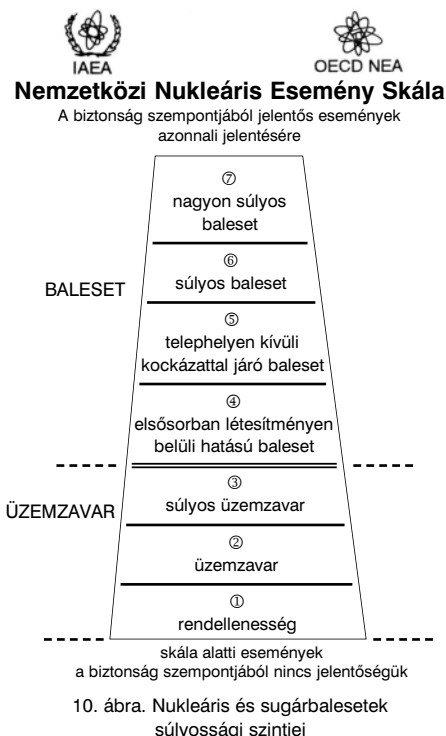 IAEA
OECD NEA
Nemzetközi Nukleáris Esemény Skála
A biztonság szempontjából jelentős események
azonnali jelentésére
⑦
nagyon súlyos
baleset
⑥
súlyos baleset
BALESET
⑤
telephelyen kívüli
kockázattal járó baleset
④
elsősorban létesítményen
belüli hatású baleset
③
súlyos üzemzavar
ÜZEMZAVAR
②
üzemzavar
①
rendellenesség
skála alatti események
a biztonság szempontjából nincs jelentőségük
10. ábra. Nukleáris és sugárbalesetek
súlyossági szintjei